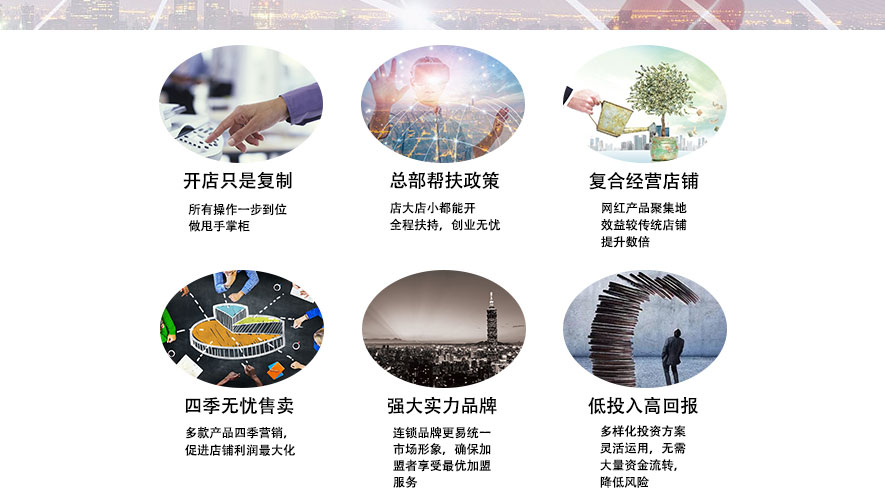 开店只是复制
所有操作一步到位
做甩手掌柜
总部帮扶政策
店大店小都能开
全程扶持，创业无忧
复合经营店铺
网红产品聚集地
效益较传统店铺
提升数倍
四季无忧售卖
多款产品四季营销，
促进店铺利润最大化
强大实力品牌
连锁品牌更易统一
市场形象，确保加
盟者享受最优加盟
服务
低投入高回报
多样化投资方案
灵活运用，无需
大量资金流转，
降低风险